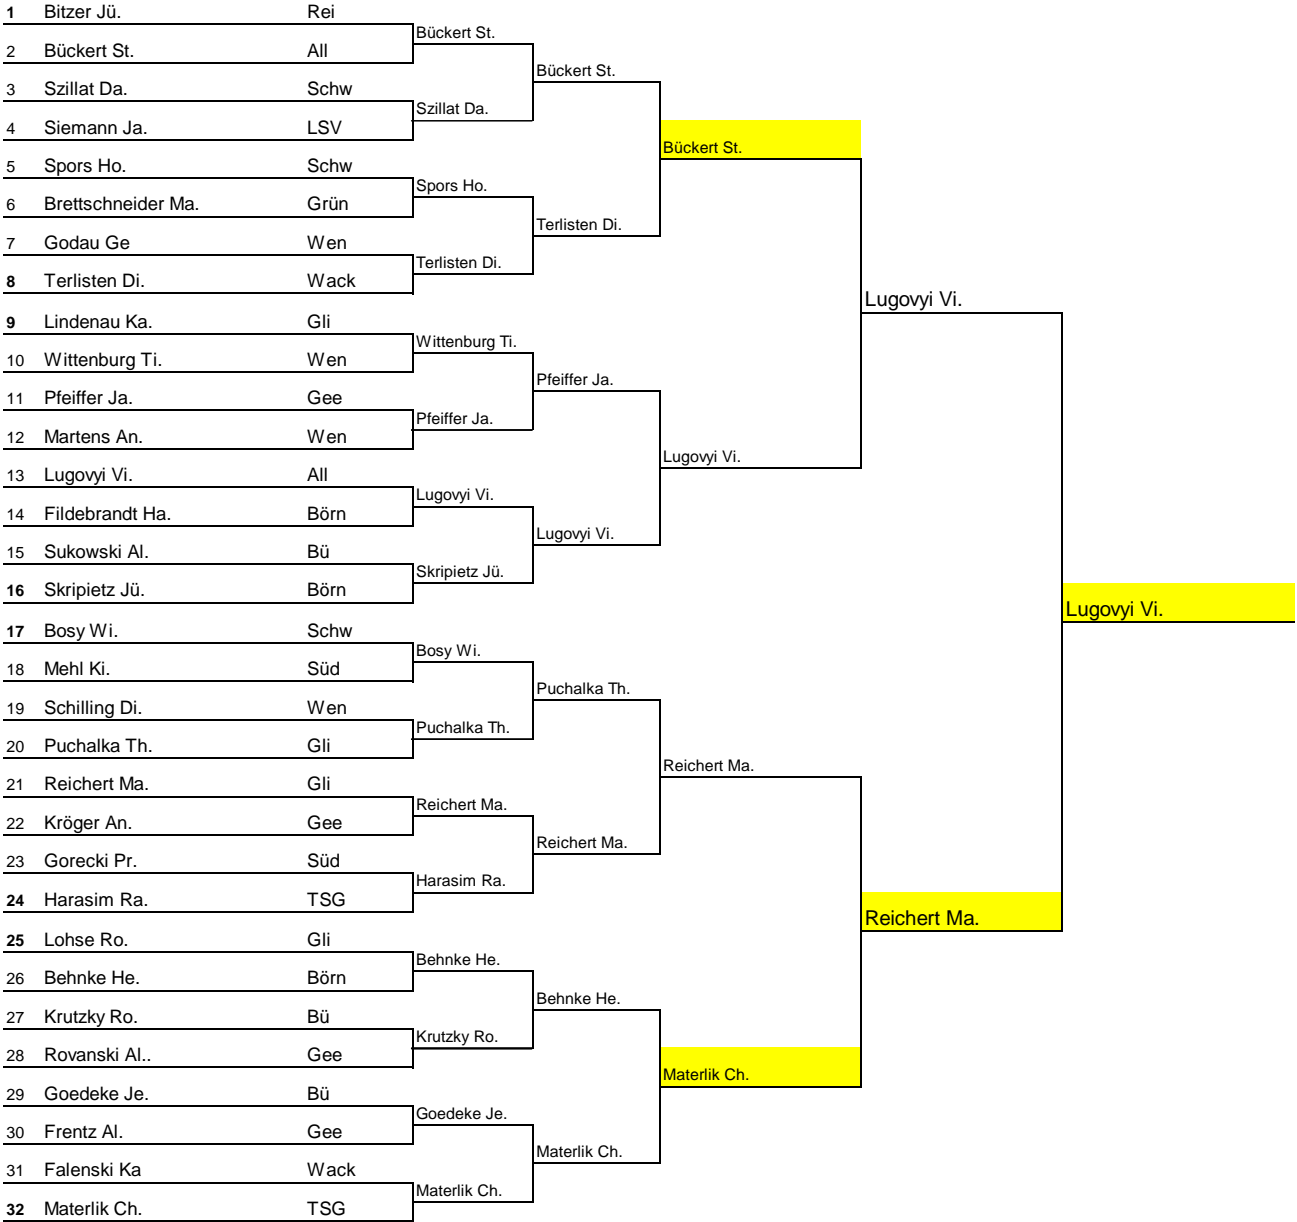 1 Bitzer Jü. Rei
Bückert St.
2 Bückert St. All
Bückert St.
3 Szillat Da. Schw
Szillat Da.
4 Siemann Ja. LSV
Bückert St.
5 Spors Ho. Schw
Spors Ho.
6 Brettschneider Ma. Grün
Terlisten Di.
7 Godau Ge Wen
Terlisten Di.
8 Terlisten Di. Wack
Lugovyi Vi.
9 Lindenau Ka. Gli
Wittenburg Ti.
10 Wittenburg Ti. Wen
Pfeiffer Ja.
11 Pfeiffer Ja. Gee
Pfeiffer Ja.
12 Martens An. Wen
Lugovyi Vi.
13 Lugovyi Vi. All
Lugovyi Vi.
14 Fildebrandt Ha. Börn
Lugovyi Vi.
15 Sukowski Al. Bü
Skripietz Jü.
16 Skripietz Jü. Börn
Lugovyi Vi.
17 Bosy Wi. Schw
Bosy Wi.
18 Mehl Ki. Süd
Puchalka Th.
19 Schilling Di. Wen
Puchalka Th.
20 Puchalka Th. Gli
Reichert Ma.
21 Reichert Ma. Gli
Reichert Ma.
22 Kröger An. Gee
Reichert Ma.
23 Gorecki Pr. Süd
Harasim Ra.
24 Harasim Ra. TSG
Reichert Ma.
25 Lohse Ro. Gli
Behnke He.
26 Behnke He. Börn
Behnke He.
27 Krutzky Ro. Bü
Krutzky Ro.
28 Rovanski Al.. Gee
Materlik Ch.
29 Goedeke Je. Bü
Goedeke Je.
30 Frentz Al. Gee
Materlik Ch.
31 Falenski Ka Wack
Materlik Ch.
32 Materlik Ch. TSG